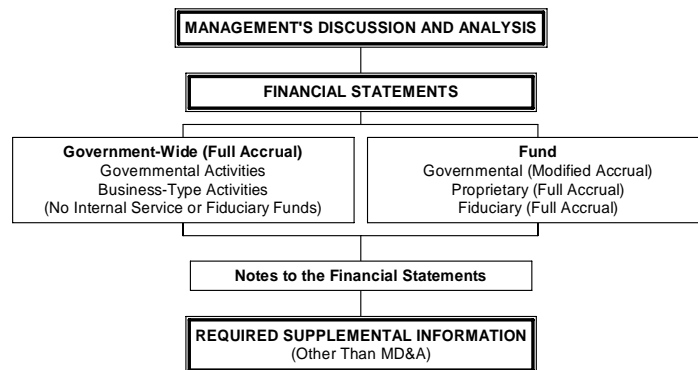 MANAGEMENT'S DISCUSSION AND ANALYSIS
FINANCIAL STATEMENTS
Government-Wide (Full Accrual)
Governmental Activities
Business-Type Activities
(No Internal Service or Fiduciary Funds)
Fund
Governmental (Modified Accrual)
Proprietary (Full Accrual)
Fiduciary (Full Accrual)
Notes to the Financial Statements
REQUIRED SUPPLEMENTAL INFORMATION
(Other Than MD&A)